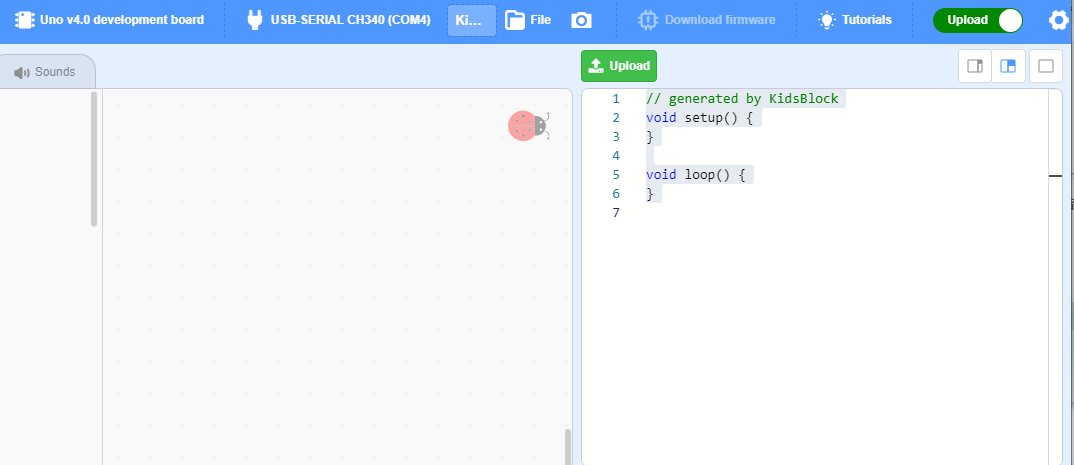 Uno v4.0 development board USB-SERIAL CH340 (COM4) Ki... File Download firmware Tutorials Upload
Sounds
Upload
1 // generated by KidsBlock
2 void setup() {
3 }
4
5 void loop() {
6 }
7